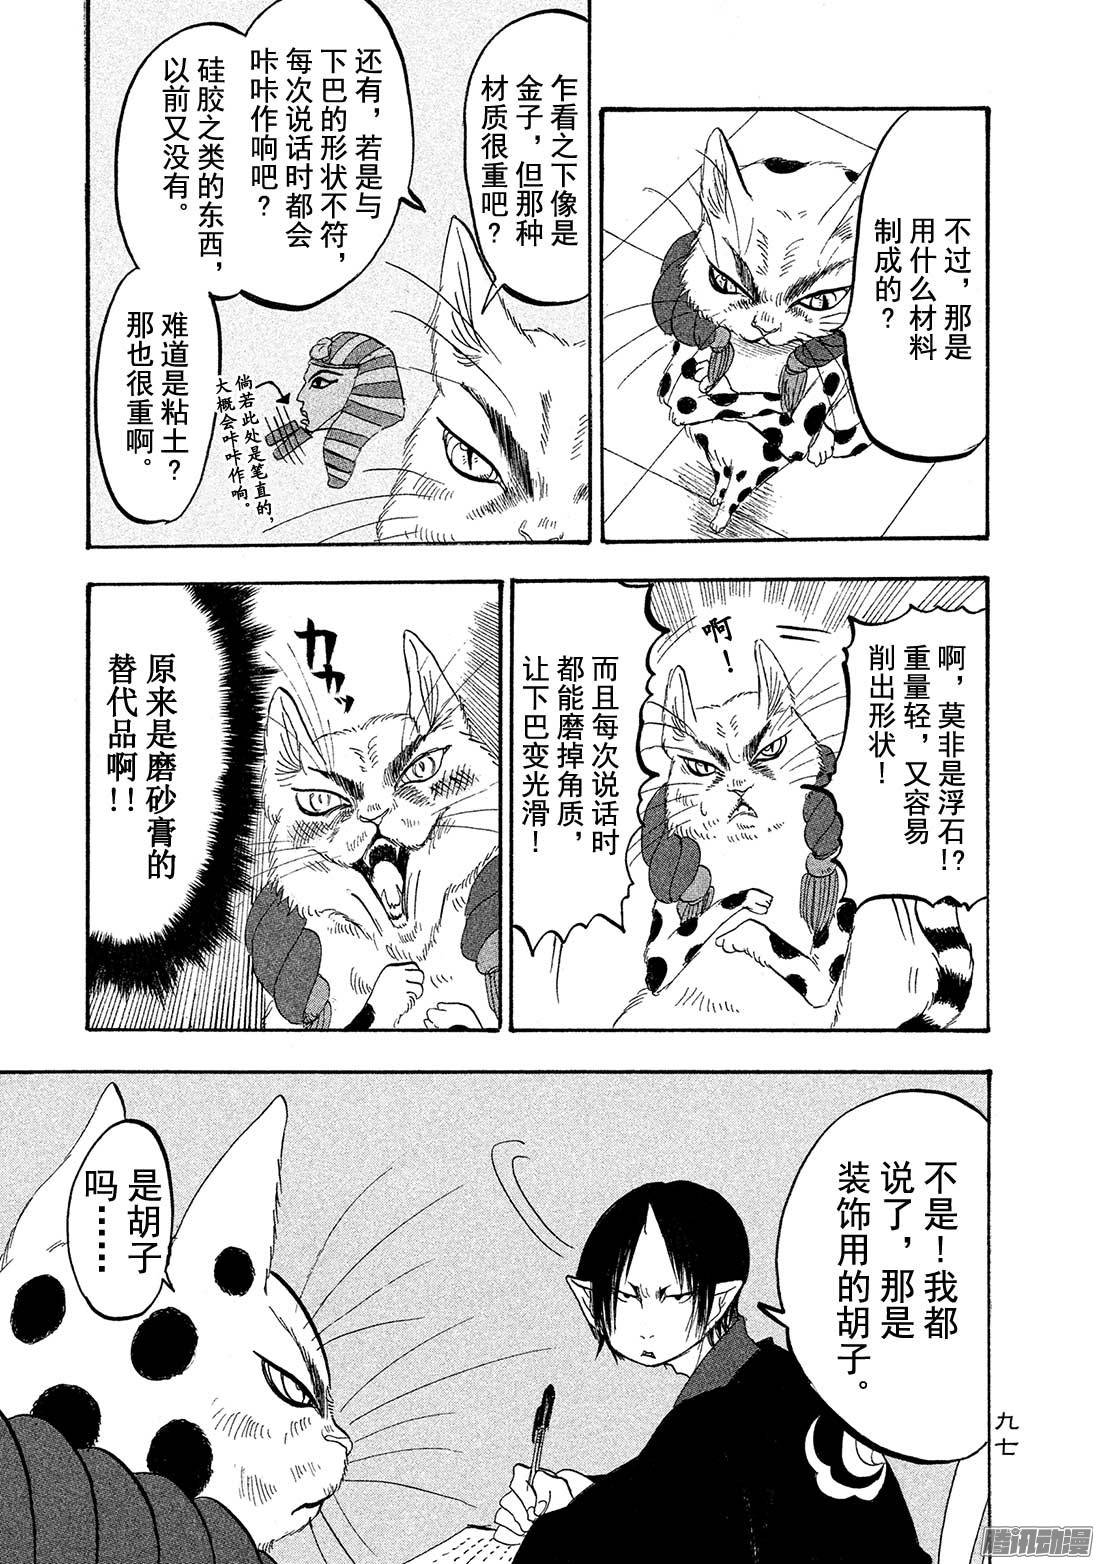 不过，那是
用什么材料
制成的？
乍看之下像是
金子，但那种
材质很重吧？
还有，若是与
下巴的形状不符，
每次说话时都会
咔咔作响吧？
硅胶之类的东西，
以前又没有。
倘若此处是笔直的，
大概会咔咔作响。
难道是粘土？
那也很重啊。
啊，莫非是浮石！？
重量轻，又容易
削出形状！
啊！
而且每次说话时
都能磨掉角质，
让下巴变光滑！
カッ
原来是磨砂膏的
替代品啊！！
不是！我都
说了，那是
装饰用的胡子。
是胡子
吗……
九七
腾讯动漫